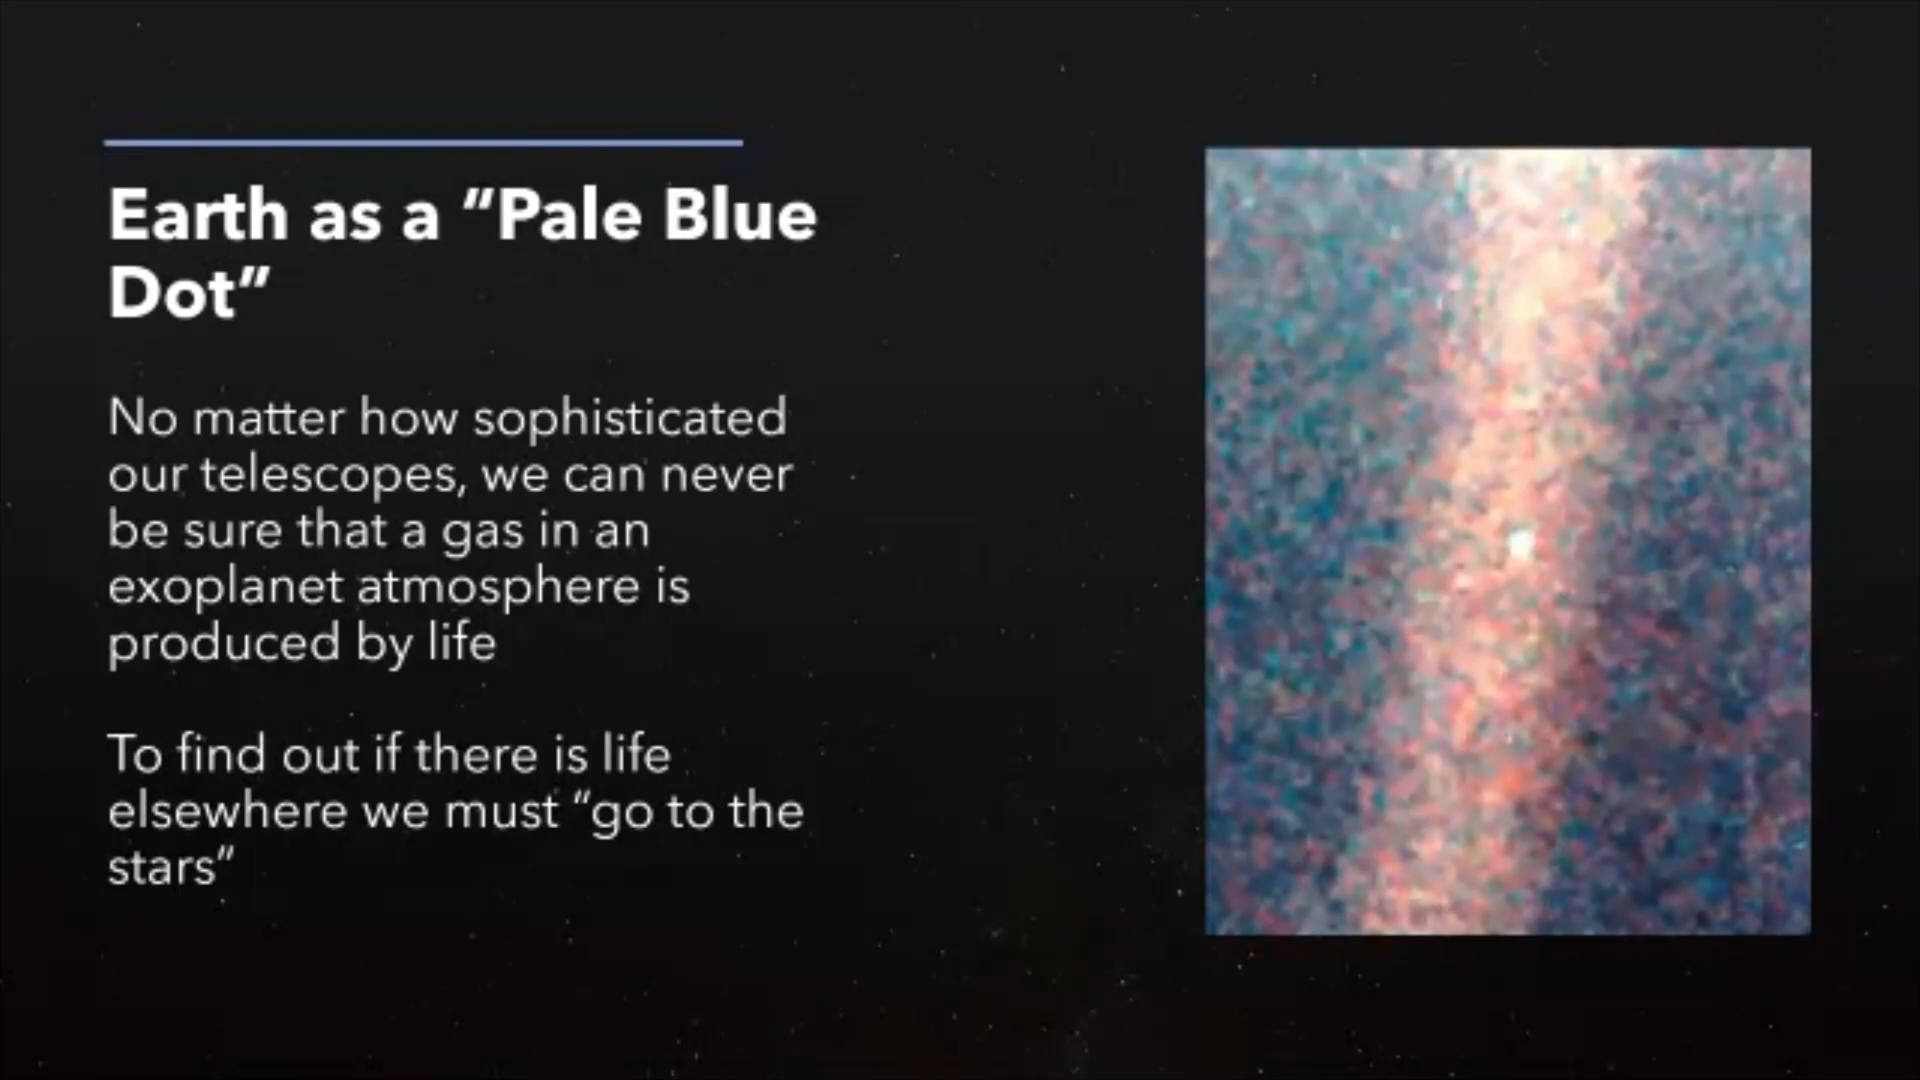 Earth as a “Pale Blue
Dot”
No matter how sophisticated
our telescopes, we can never
be sure that a gas in an
exoplanet atmosphere is
produced by life
To find out if there is life
elsewhere we must “go to the
stars”